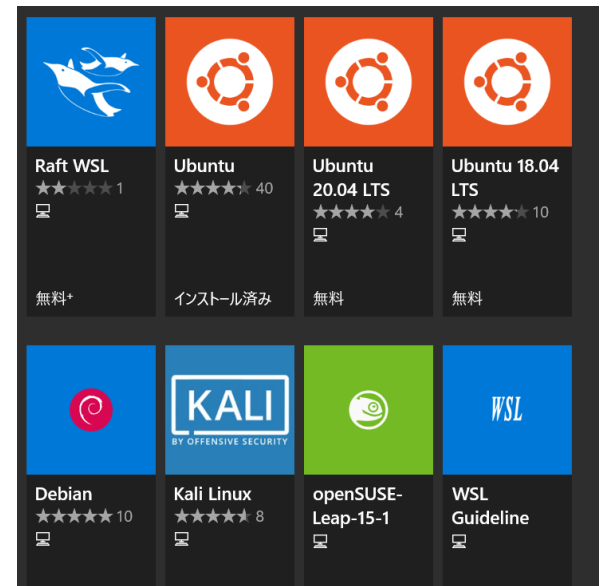 Raft WSL
1
無料+
Ubuntu
40
インストール済み
Ubuntu
20.04 LTS
4
無料
Ubuntu 18.04
LTS
10
無料
Debian
10
KALI
BY OFFENSIVE SECURITY
Kali Linux
8
openSUSE-
Leap-15-1
WSL
WSL
Guideline